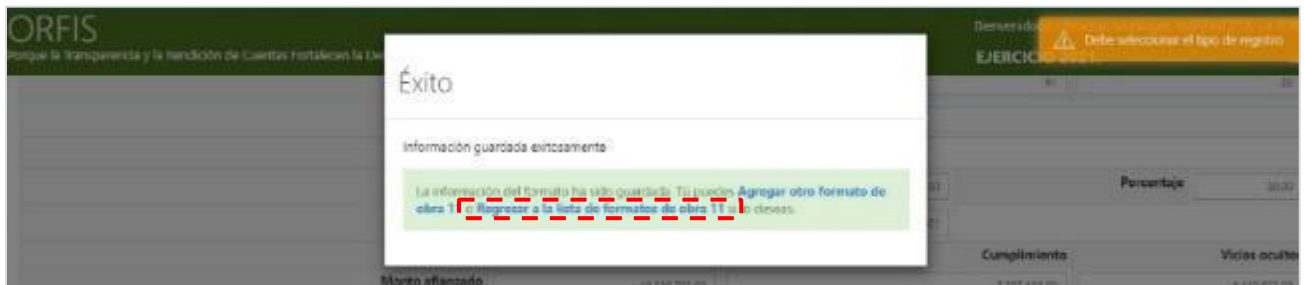 ORFIS
Porque la Transparencia y la Rendición de Cuentas Fortalecen la De
Bienvenido
Debe seleccionar el tipo de registro
EJERCICIO 2021
Éxito
Información guardada exitosamente
La información del formato ha sido guardada. Tú puedes Agregar otro formato de
obra 11 o Regresar a la lista de formatos de obra 11 si lo deseas.
Porcentaje
Cumplimiento
Vicios ocultos
Monto afianzado